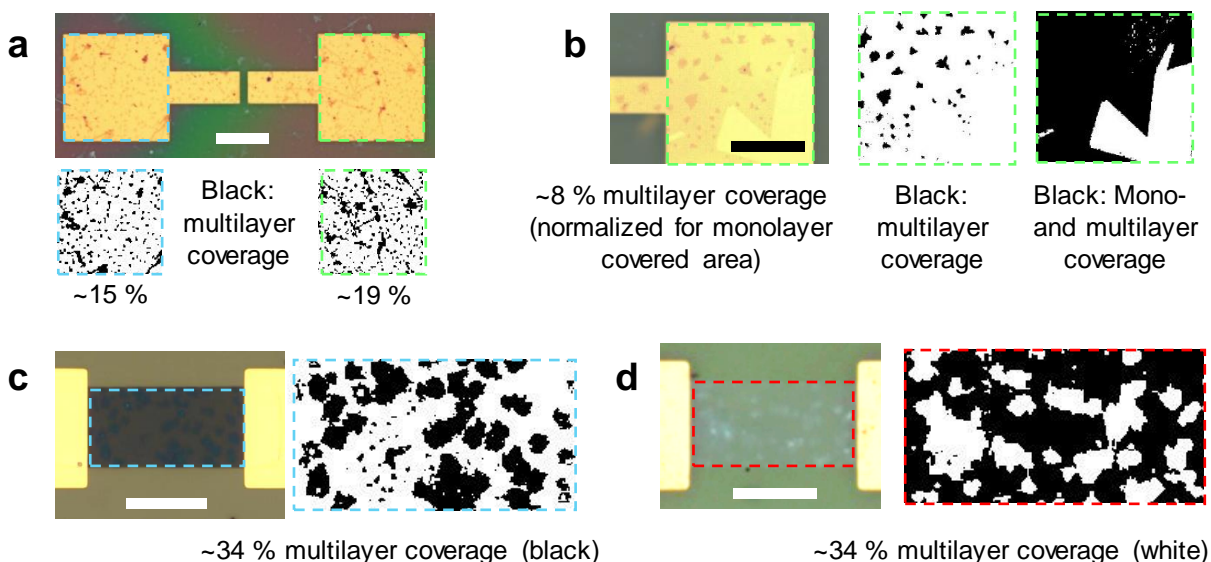 a
Black:
multilayer
coverage
~15 %
~19 %
b
~8 % multilayer coverage
(normalized for monolayer
covered area)
Black:
multilayer
coverage
Black: Mono-
and multilayer
coverage
c
~34 % multilayer coverage (black)
d
~34 % multilayer coverage (white)